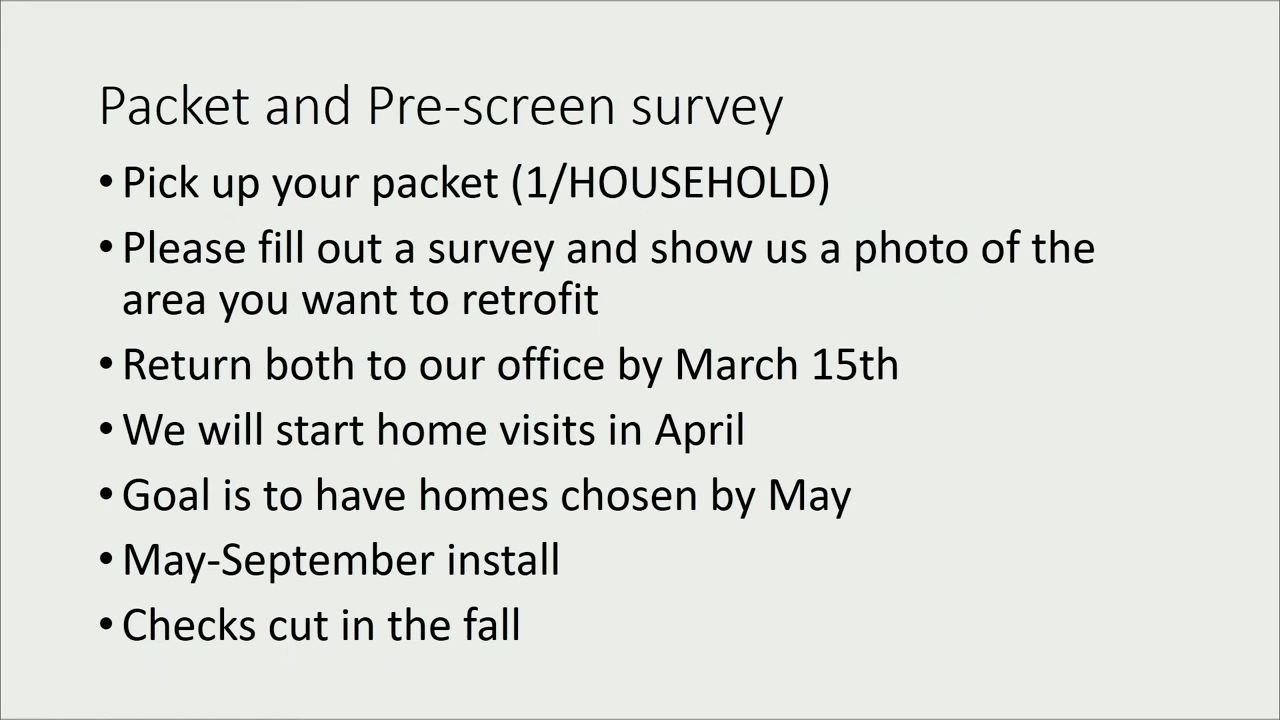 Packet and Pre-screen survey
• Pick up your packet (1/HOUSEHOLD)
• Please fill out a survey and show us a photo of the
area you want to retrofit
• Return both to our office by March 15th
• We will start home visits in April
• Goal is to have homes chosen by May
• May-September install
• Checks cut in the fall